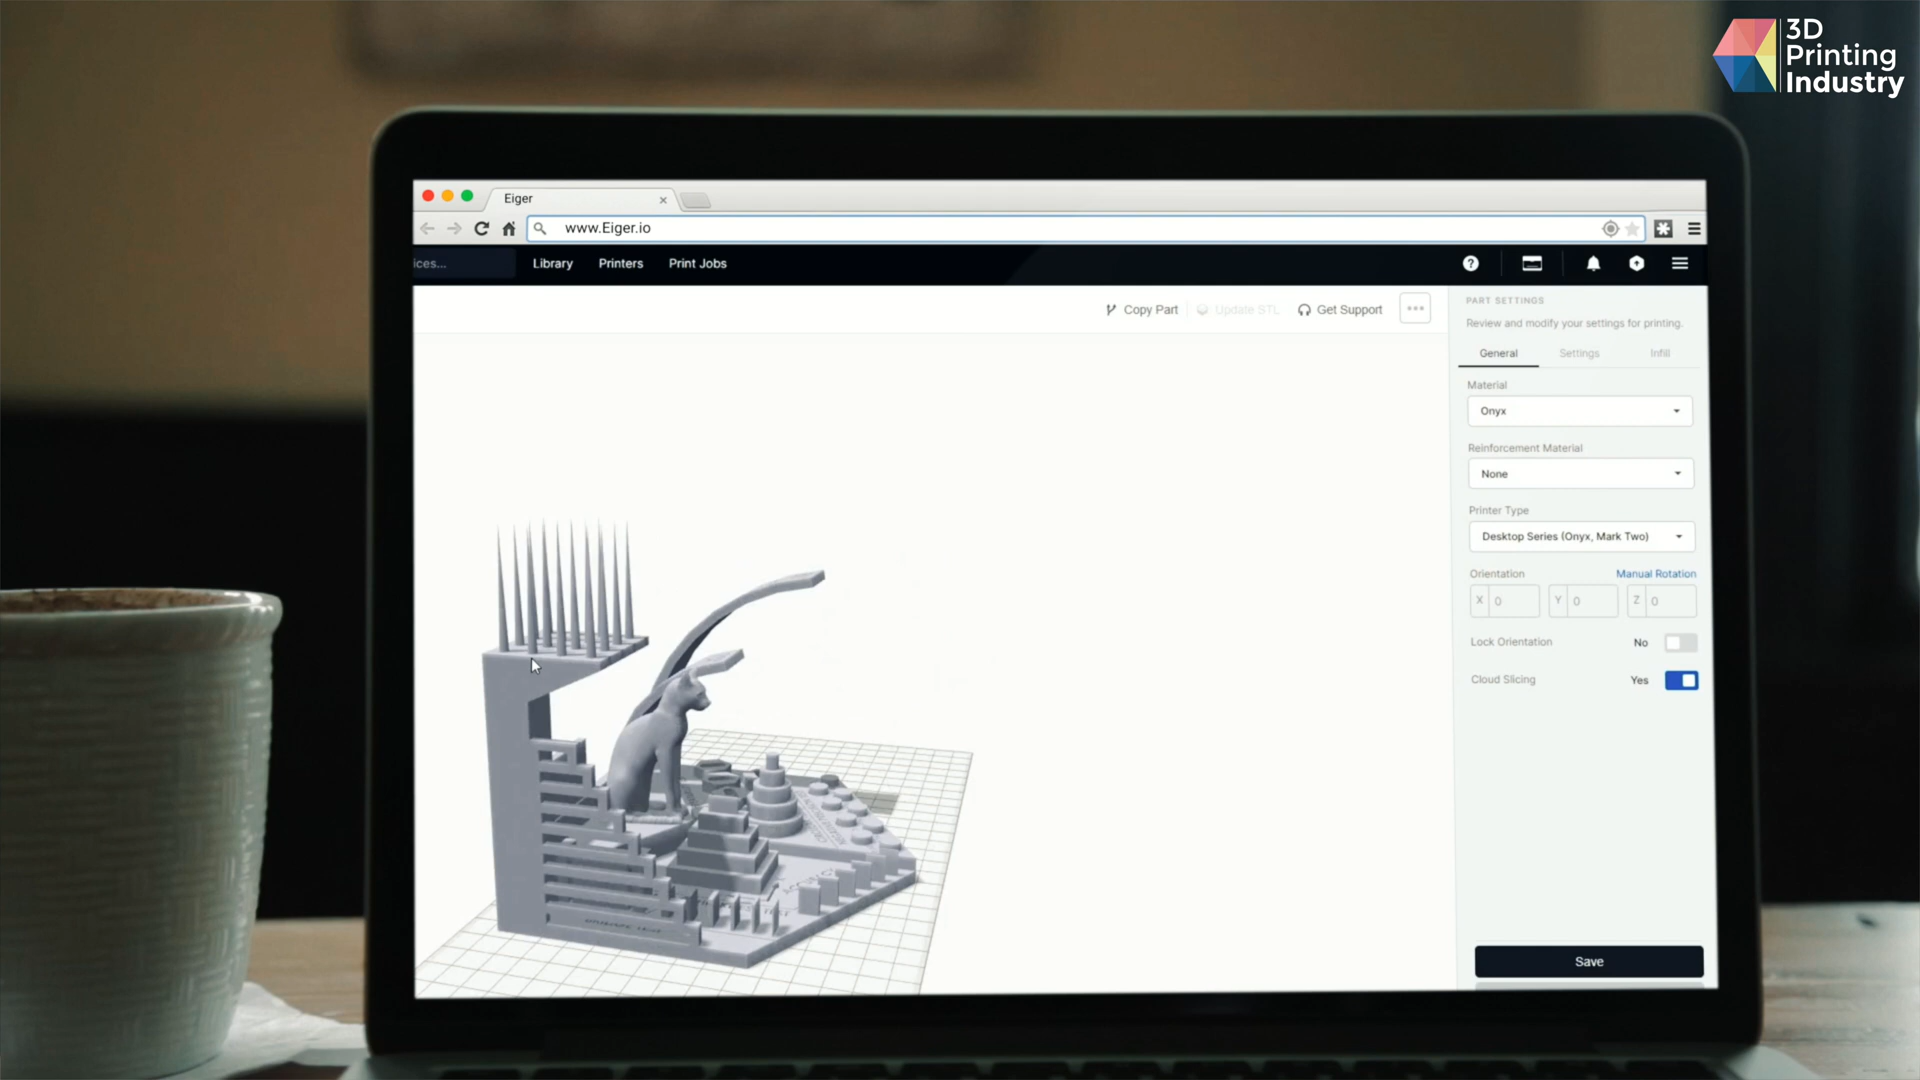 3D
Printing
Industry
Eiger
www.Eiger.io
ices...
Library
Printers
Print Jobs
Copy Part
Update STL
Get Support
PART SETTINGS
Review and modify your settings for printing.
General
Settings
Infill
Material
Onyx
Reinforcement Material
None
Printer Type
Desktop Series (Onyx, Mark Two)
Orientation
Manual Rotation
X 0
Y 0
Z 0
Lock Orientation
No
Cloud Slicing
Yes
Save